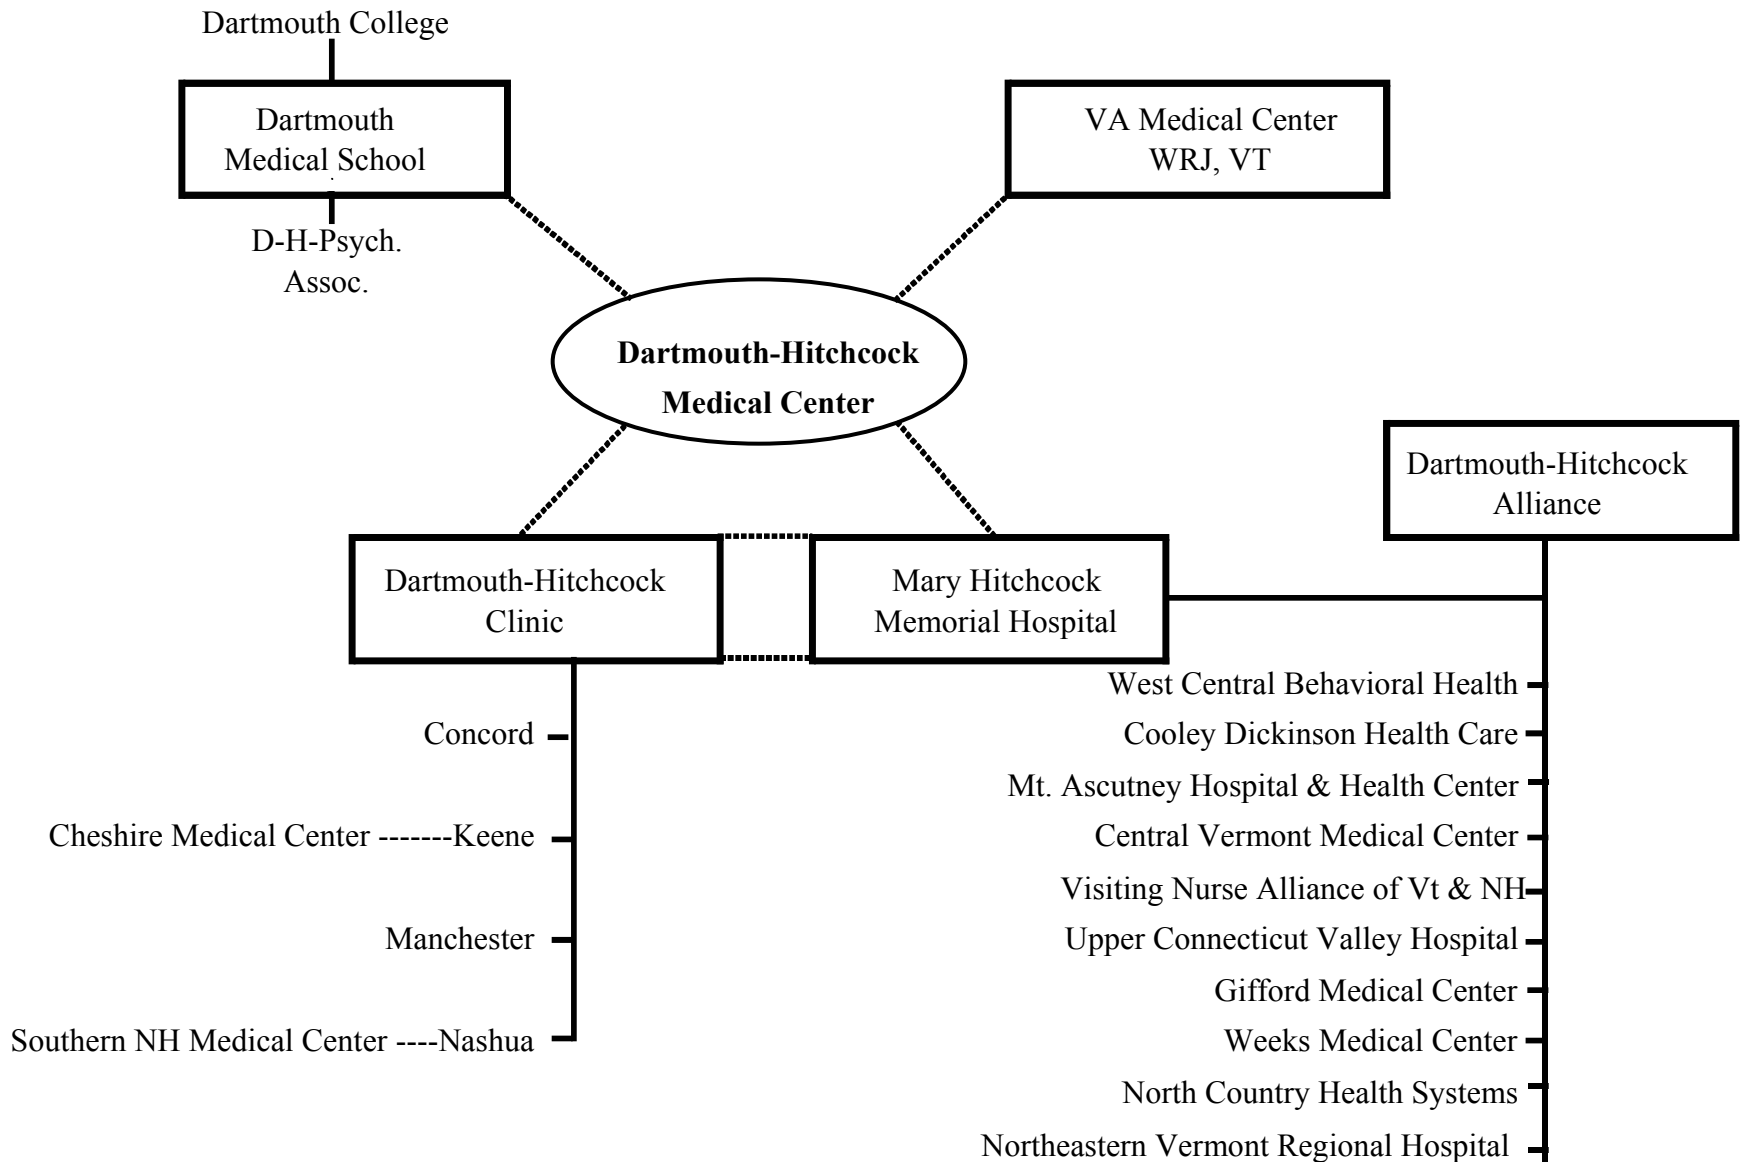 Dartmouth College
Dartmouth
Medical School
D-H-Psych.
Assoc.
VA Medical Center
WRJ, VT
Dartmouth-Hitchcock
Medical Center
Dartmouth-Hitchcock
Alliance
Dartmouth-Hitchcock
Clinic
Mary Hitchcock
Memorial Hospital
Concord
Cheshire Medical Center -------Keene
Manchester
Southern NH Medical Center ----Nashua
West Central Behavioral Health
Cooley Dickinson Health Care
Mt. Ascutney Hospital & Health Center
Central Vermont Medical Center
Visiting Nurse Alliance of Vt & NH
Upper Connecticut Valley Hospital
Gifford Medical Center
Weeks Medical Center
North Country Health Systems
Northeastern Vermont Regional Hospital